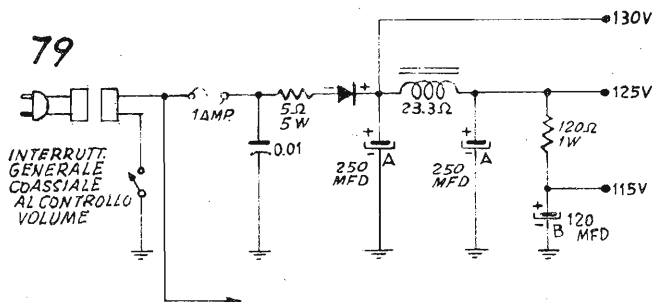 79
130V
125V
115V
1AMP.
5Ω
5W
0.01
+
23.3Ω
+
-
A
250
MFD
+
-
A
250
MFD
120Ω
1W
+
-
B
120
MFD
INTERRUTT.
GENERALE
COASSIALE
AL CONTROLLO
VOLUME